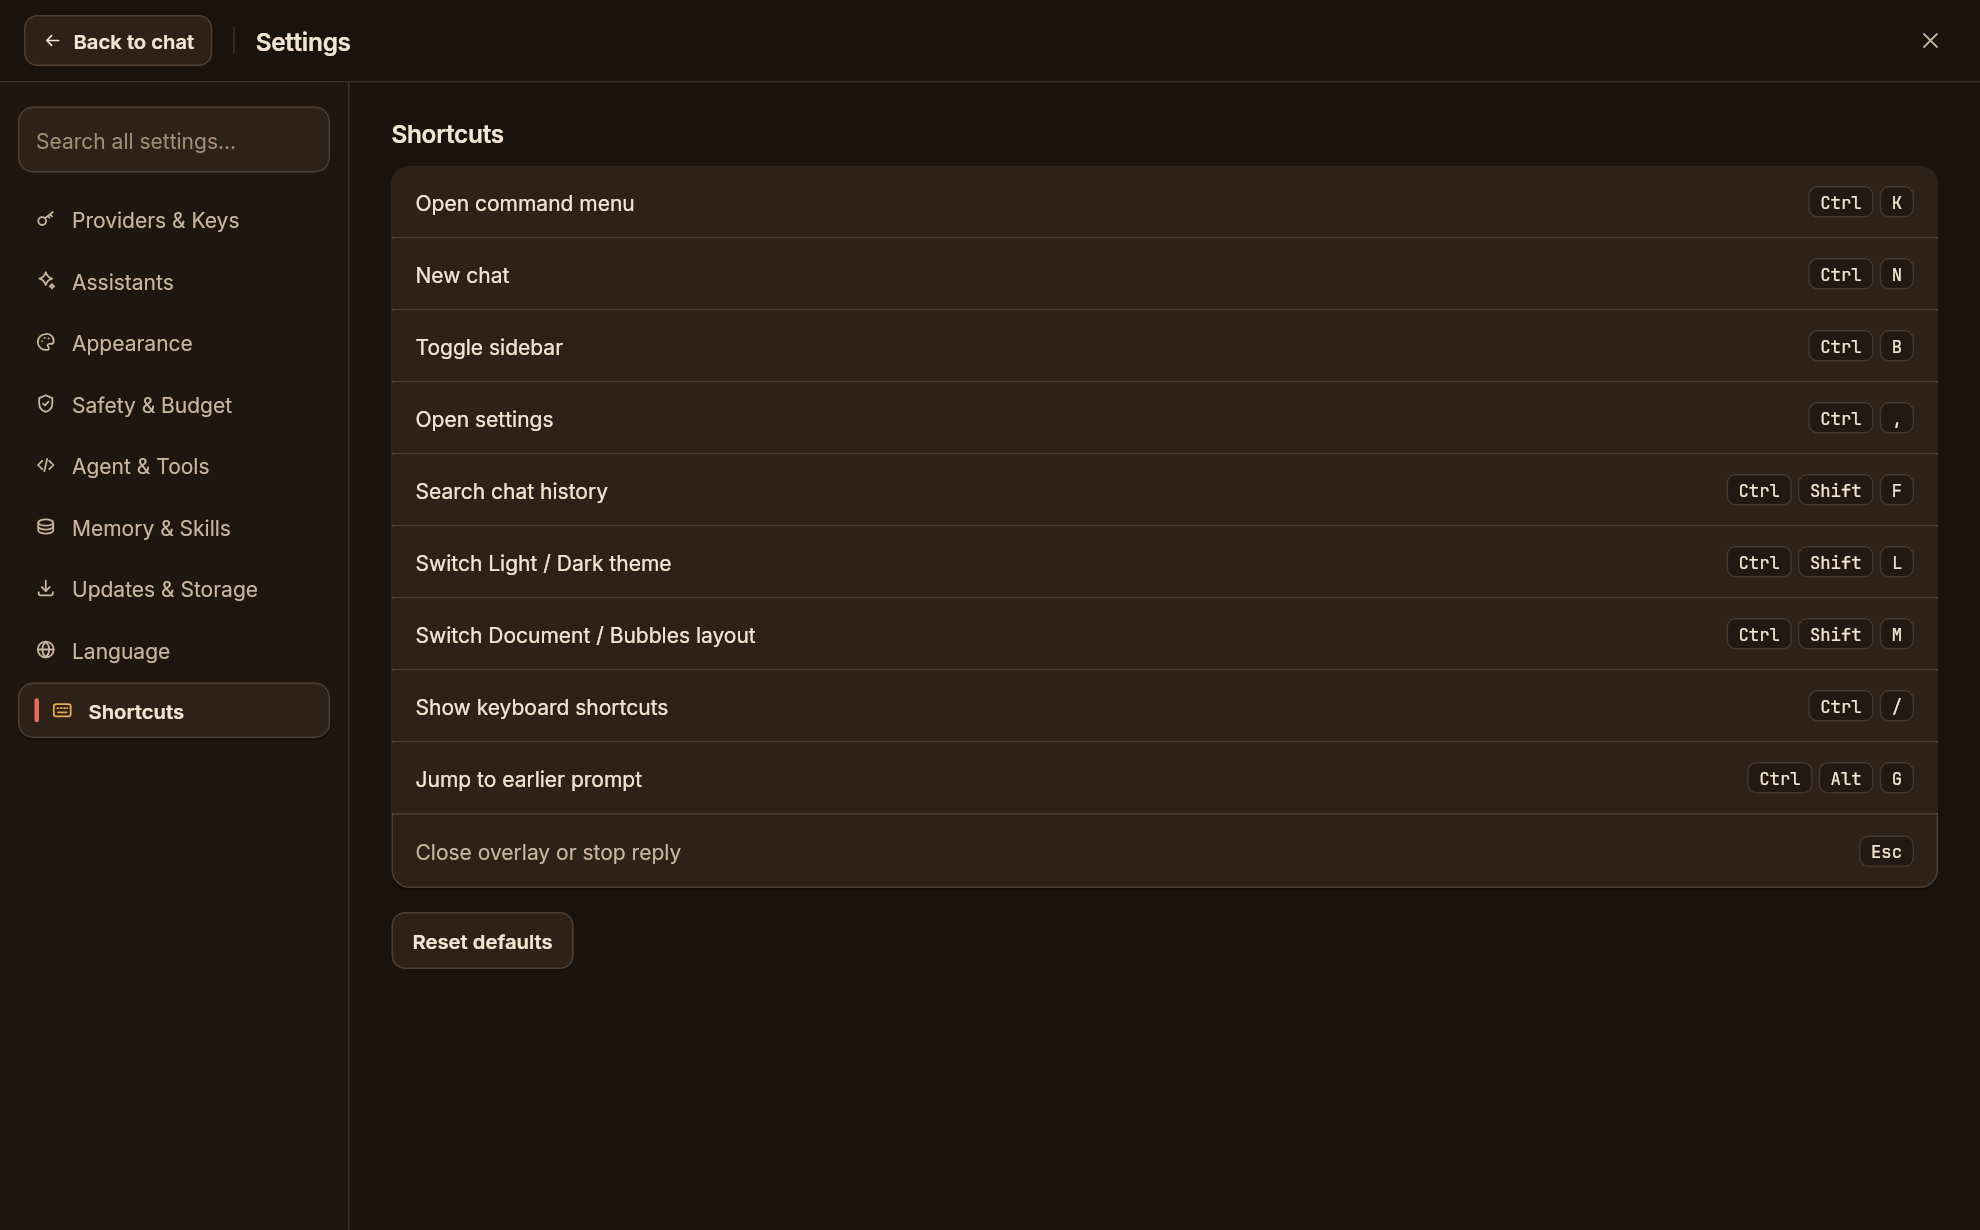 Back to chat
Settings
Search all settings...
Providers & Keys
Assistants
Appearance
Safety & Budget
Agent & Tools
Memory & Skills
Updates & Storage
Language
Shortcuts
Shortcuts
Open command menu Ctrl K
New chat Ctrl N
Toggle sidebar Ctrl B
Open settings Ctrl ,
Search chat history Ctrl Shift F
Switch Light / Dark theme Ctrl Shift L
Switch Document / Bubbles layout Ctrl Shift M
Show keyboard shortcuts Ctrl /
Jump to earlier prompt Ctrl Alt G
Close overlay or stop reply Esc
Reset defaults